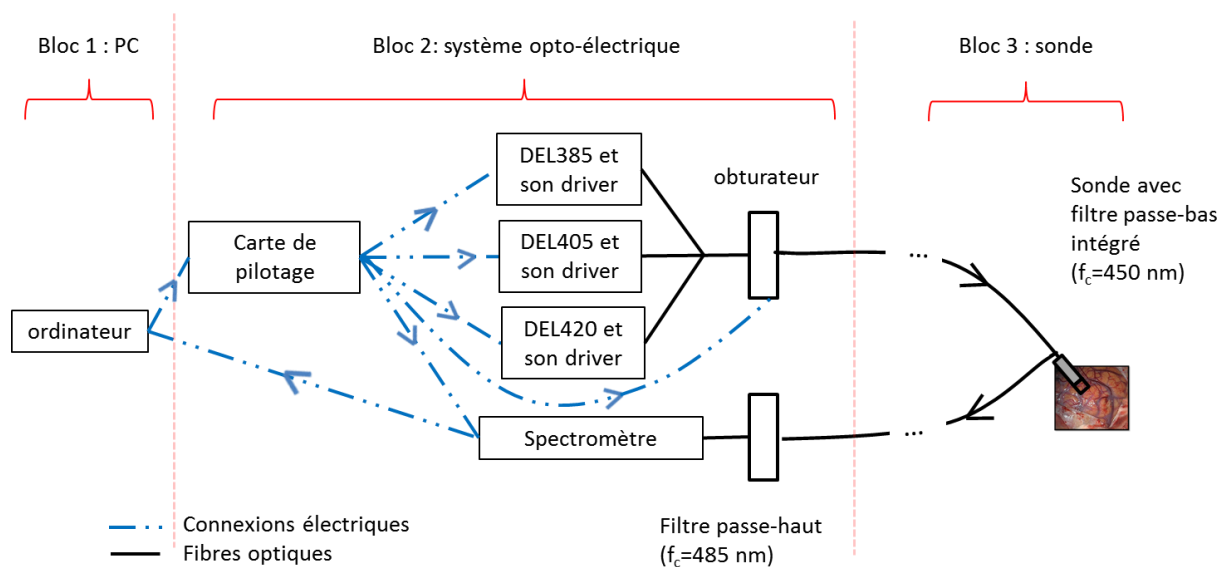 Bloc 1 : PC
Bloc 2: système opto-électrique
Bloc 3 : sonde
DEL385 et
son driver
obturateur
Sonde avec
filtre passe-bas
intégré
(fc=450 nm)
Carte de
pilotage
DEL405 et
son driver
...
ordinateur
DEL420 et
son driver
Spectromètre
...
Connexions électriques
Fibres optiques
Filtre passe-haut
(fc=485 nm)